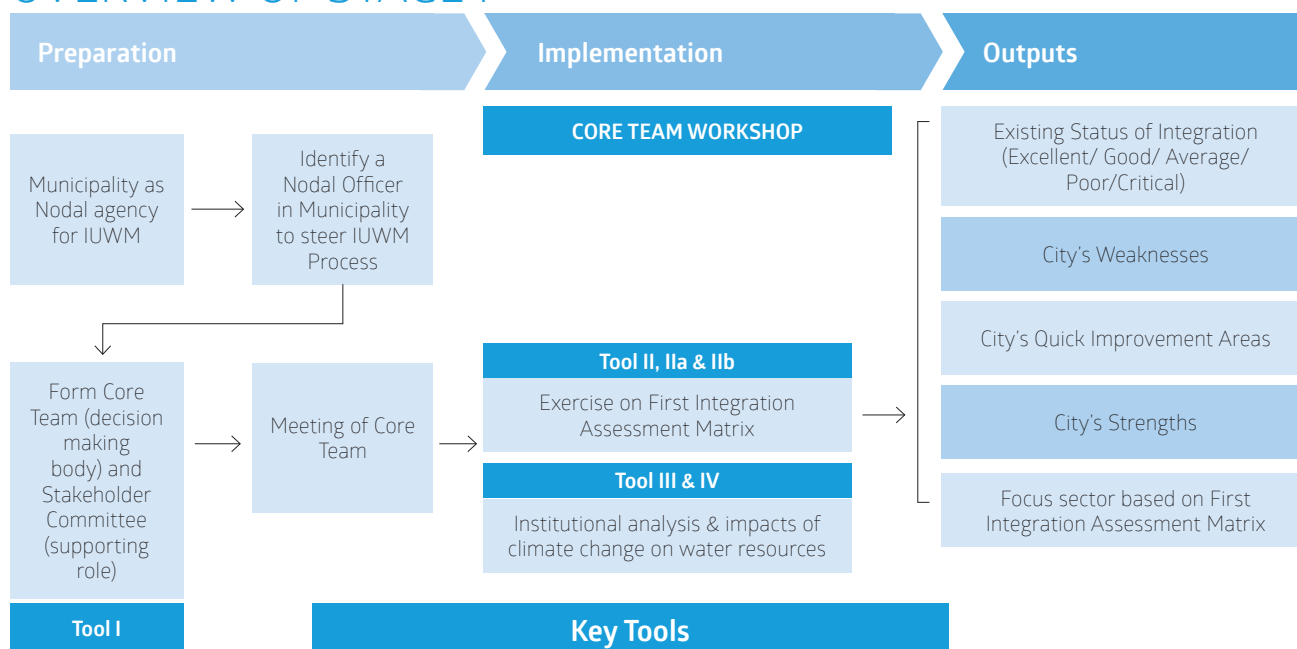 Preparation
Implementation
Outputs
Municipality as
Nodal agency
for IUWM
Identify a
Nodal Officer
in Municipality
to steer IUWM
Process
Form Core
Team (decision
making
body) and
Stakeholder
Committee
(supporting
role)
Tool I
Meeting of Core
Team
CORE TEAM WORKSHOP
Tool II, IIa & IIb
Exercise on First Integration
Assessment Matrix
Tool III & IV
Institutional analysis & impacts of
climate change on water resources
Key Tools
Existing Status of Integration
(Excellent/ Good/ Average/
Poor/Critical)
City's Weaknesses
City's Quick Improvement Areas
City's Strengths
Focus sector based on First
Integration Assessment Matrix